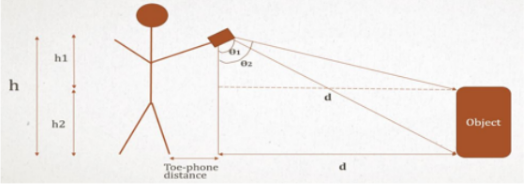 h
h1
h2
θ1
θ2
d
Object
Toe-phone
distance
d